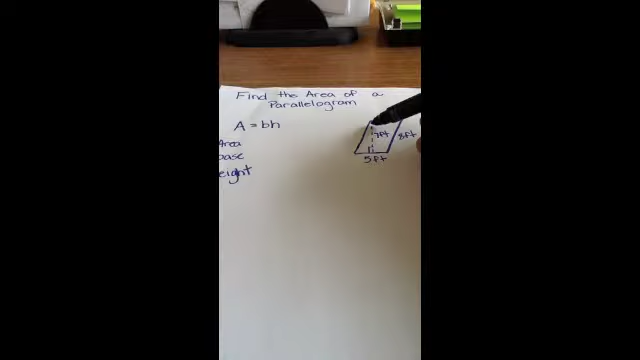 Find the Area of a
Parallelogram
A = bh
Area
base
eight
7ft
8ft
5ft